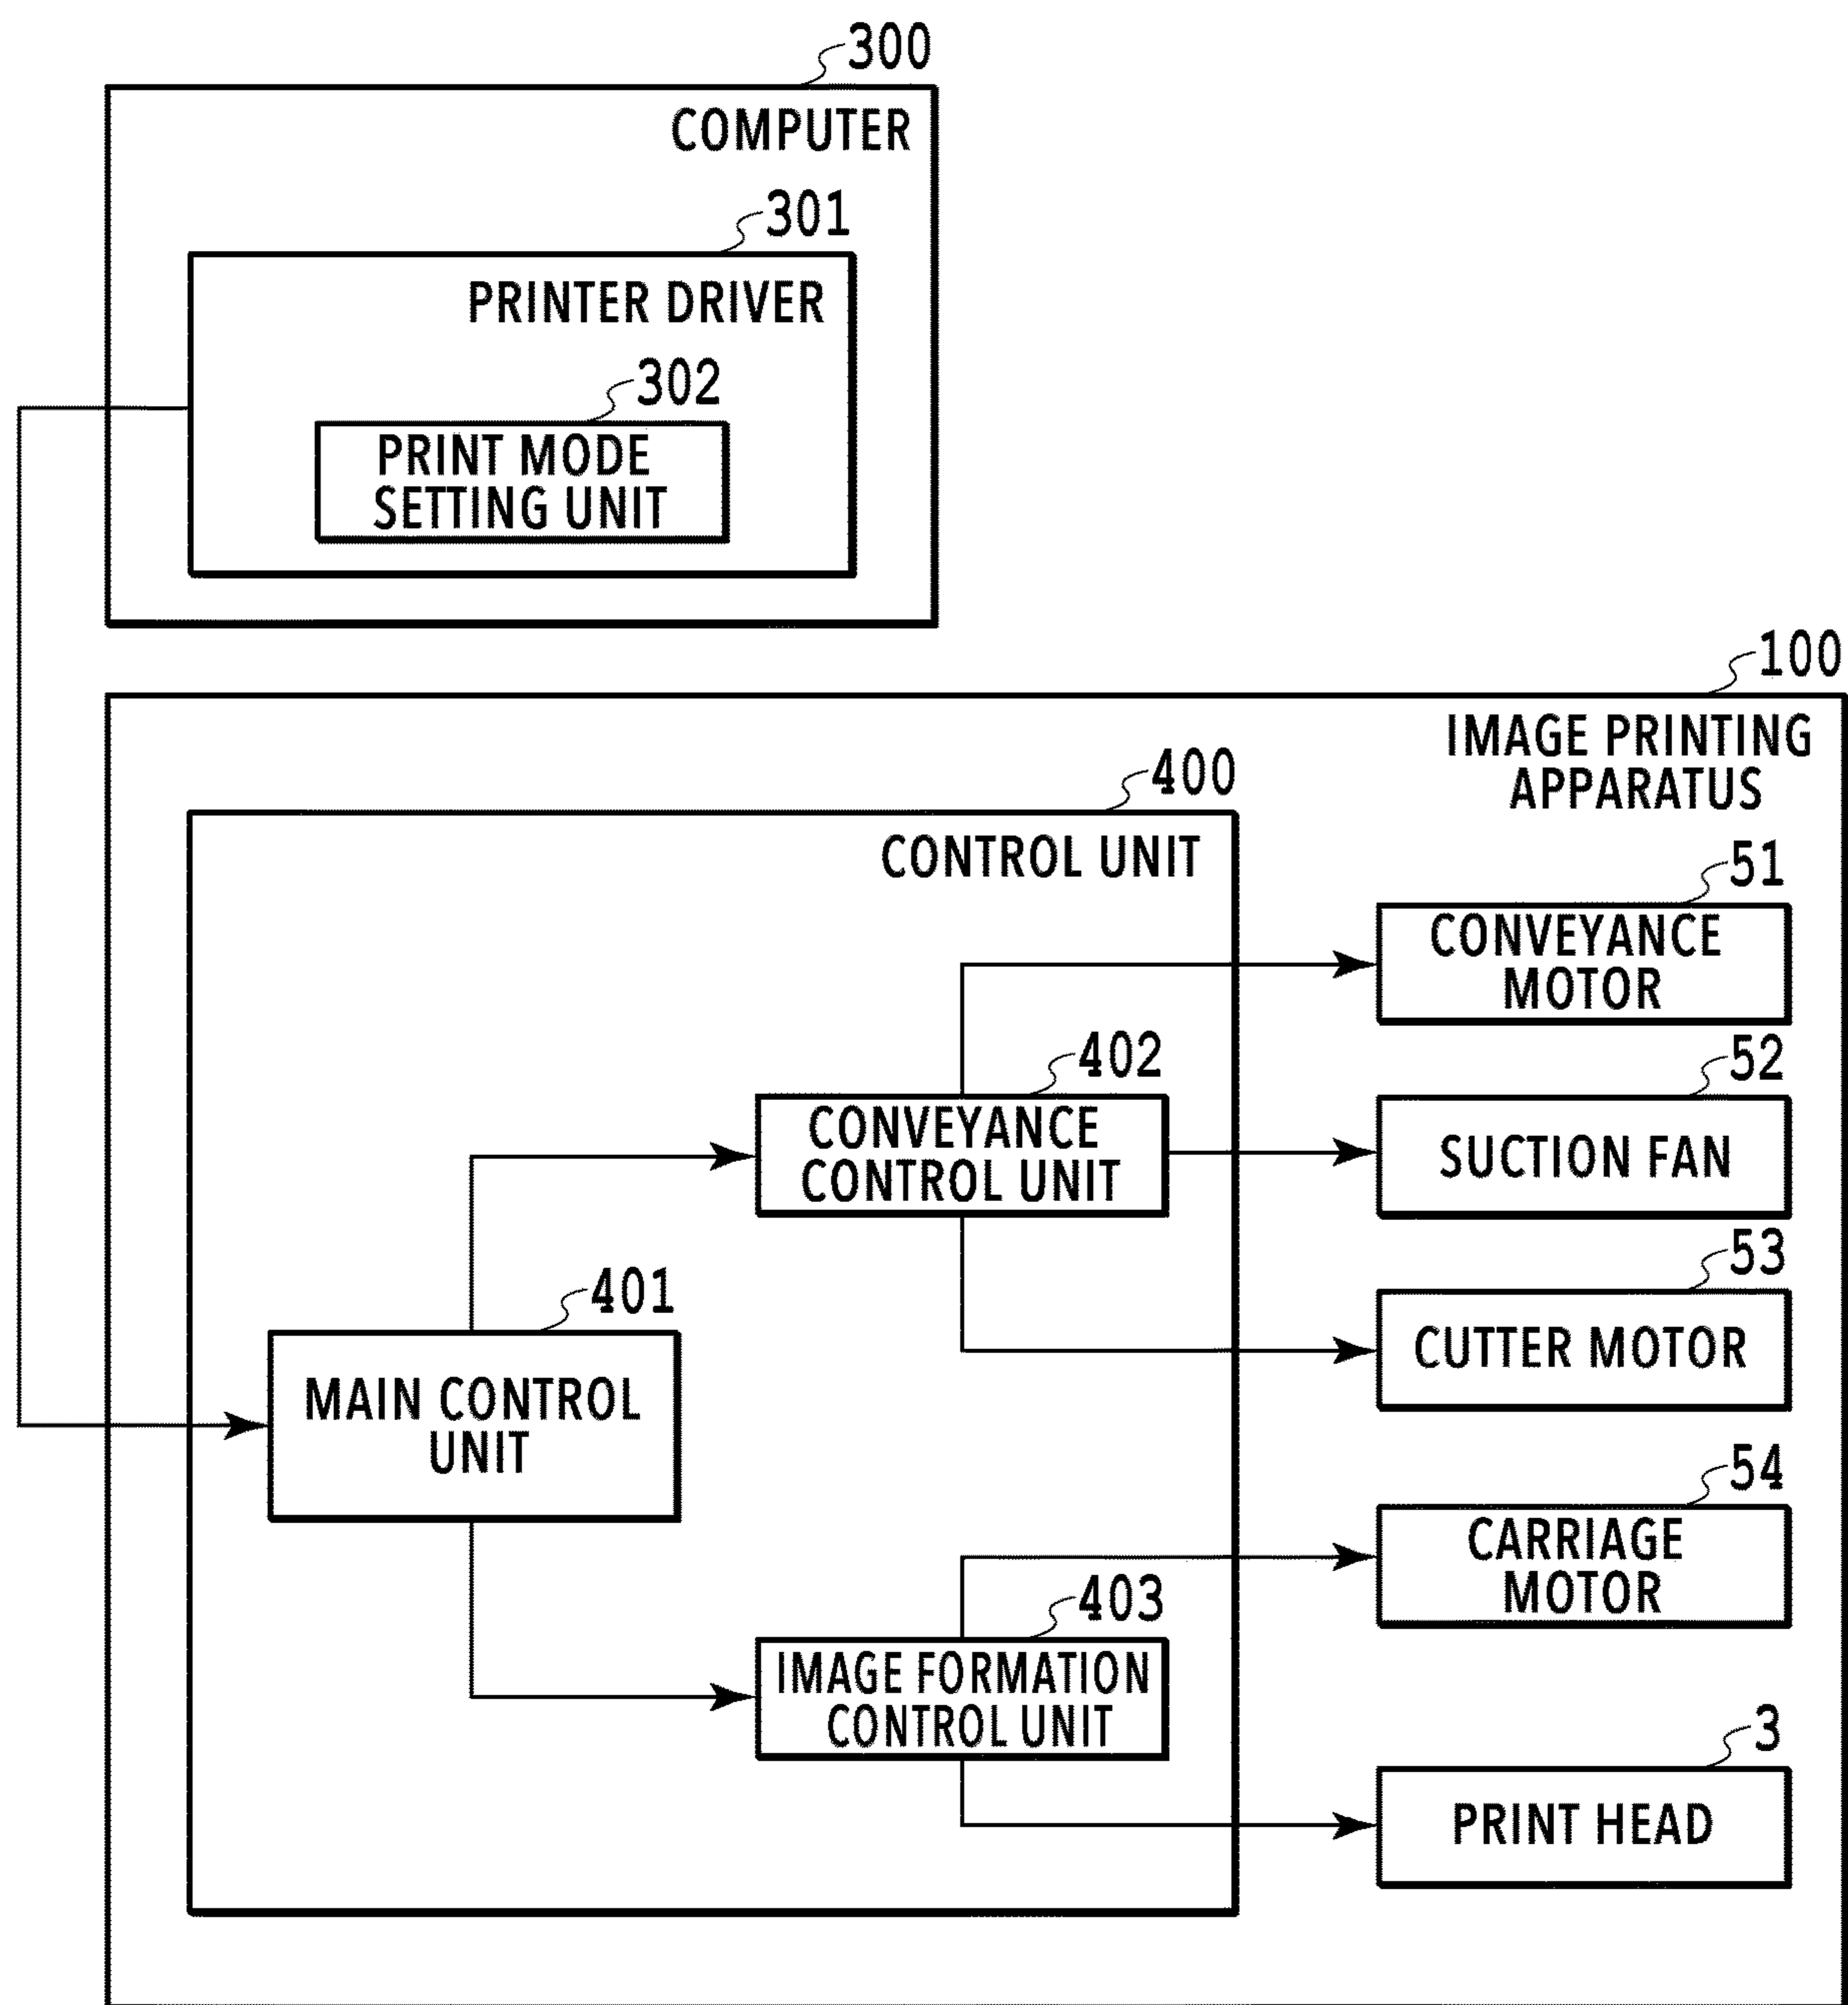 300
COMPUTER
301
PRINTER DRIVER
302
PRINT MODE
SETTING UNIT
100
IMAGE PRINTING
APPARATUS
400
CONTROL UNIT
51
CONVEYANCE
MOTOR
402
CONVEYANCE
CONTROL UNIT
52
SUCTION FAN
53
CUTTER MOTOR
401
MAIN CONTROL
UNIT
54
CARRIAGE
MOTOR
403
IMAGE FORMATION
CONTROL UNIT
3
PRINT HEAD